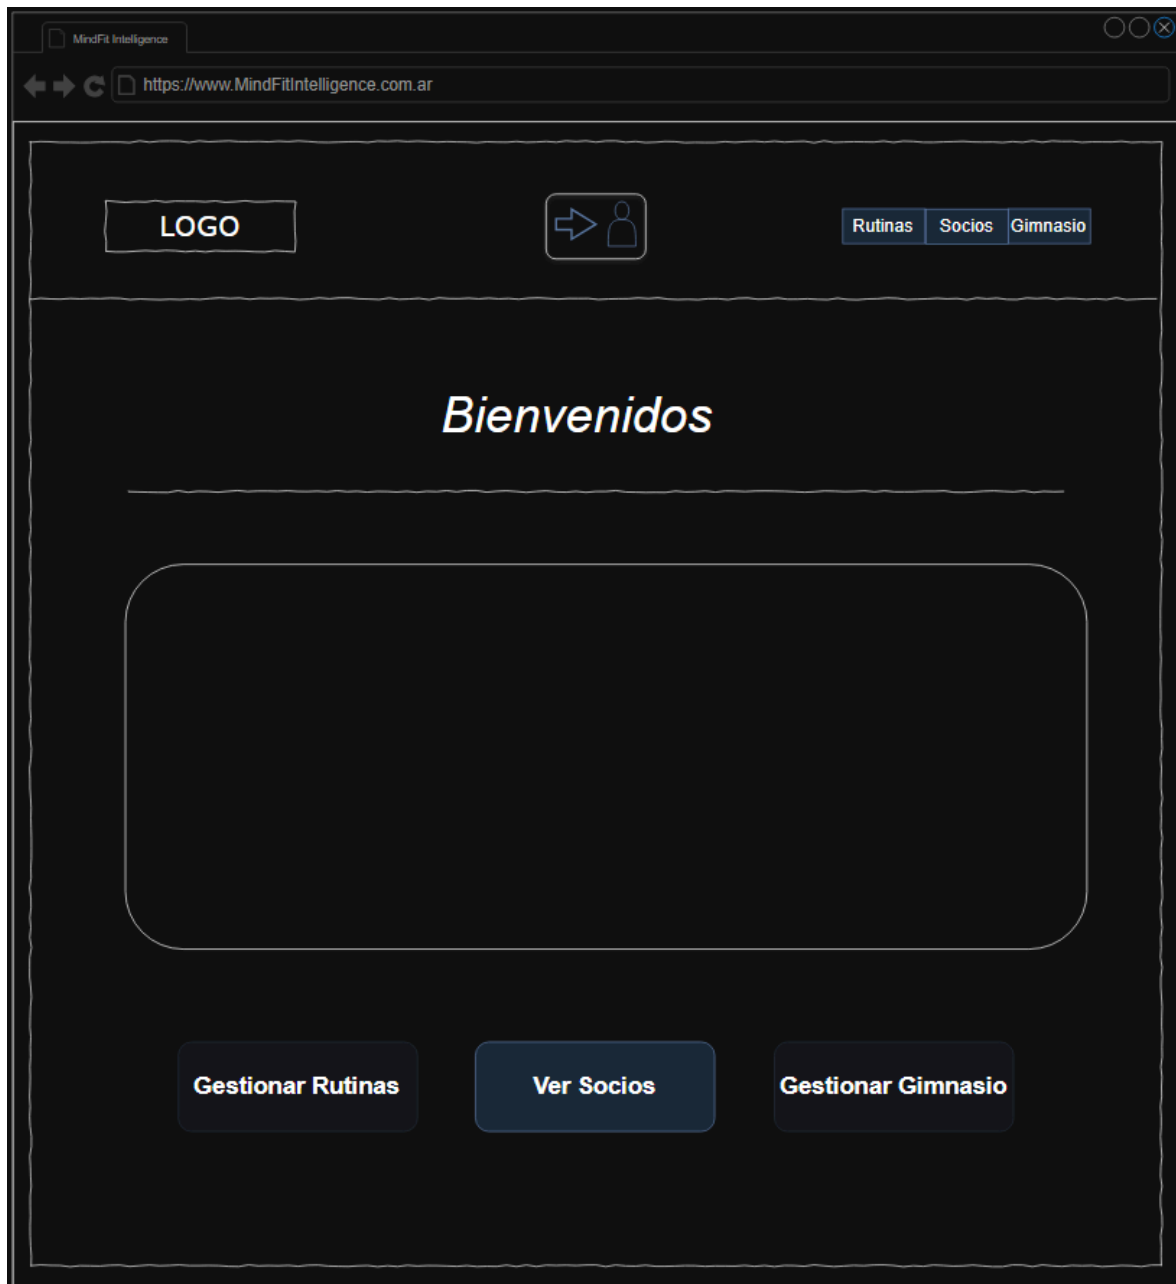 MindFit Intelligence
https://www.MindFitIntelligence.com.ar
LOGO
Rutinas Socios Gimnasio
Bienvenidos
Gestionar Rutinas Ver Socios Gestionar Gimnasio